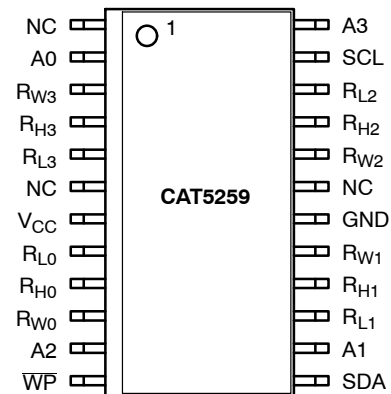 NC 1 A3
A0 SCL
RW3 RL2
RH3 RH2
RL3 RW2
NC NC
CAT5259
VCC GND
RL0 RW1
RH0 RH1
RW0 RL1
A2 A1
W̅P̅ SDA